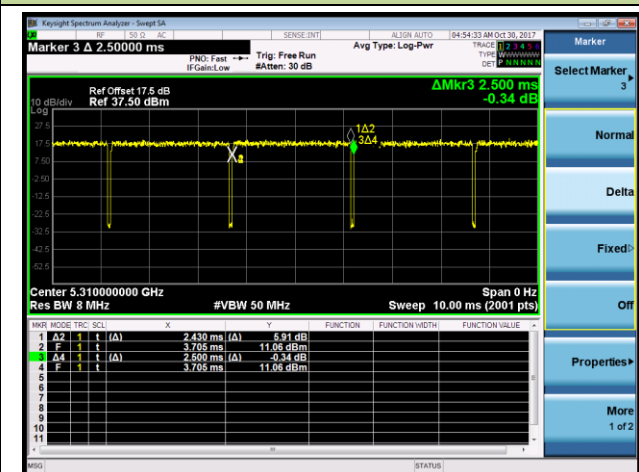 Keysight Spectrum Analyzer - Swept SA
RF 50 Ω AC SENSE:INT ALIGN AUTO 04:54:33 AM Oct 30, 2017
Marker 3 Δ 2.50000 ms
PNO: Fast
IFGain:Low
Trig: Free Run
#Atten: 30 dB
Avg Type: Log-Pwr
TRACE 1 2 3 4 5 6
TYPE WWWWWW
DET P N N N N N
Marker
Select Marker
3
Normal
Delta
Fixed
Off
Properties
More
1 of 2
ΔMkr3 2.500 ms
-0.34 dB
Ref Offset 17.5 dB
10 dB/div Ref 37.50 dBm
Log
27.5
17.5
7.50
-2.50
-12.5
-22.5
-32.5
-42.5
-52.5
1Δ2
3Δ4
Center 5.310000000 GHz Span 0 Hz
Res BW 8 MHz #VBW 50 MHz Sweep 10.00 ms (2001 pts)
MKR MODE TRC SCL X Y FUNCTION FUNCTION WIDTH FUNCTION VALUE
1 Δ2 1 t (Δ) 2.430 ms (Δ) 5.91 dB
2 F 1 t 3.705 ms 11.06 dBm
3 Δ4 1 t (Δ) 2.500 ms (Δ) -0.34 dB
4 F 1 t 3.705 ms 11.06 dBm
5
6
7
8
9
10
11
MSG STATUS